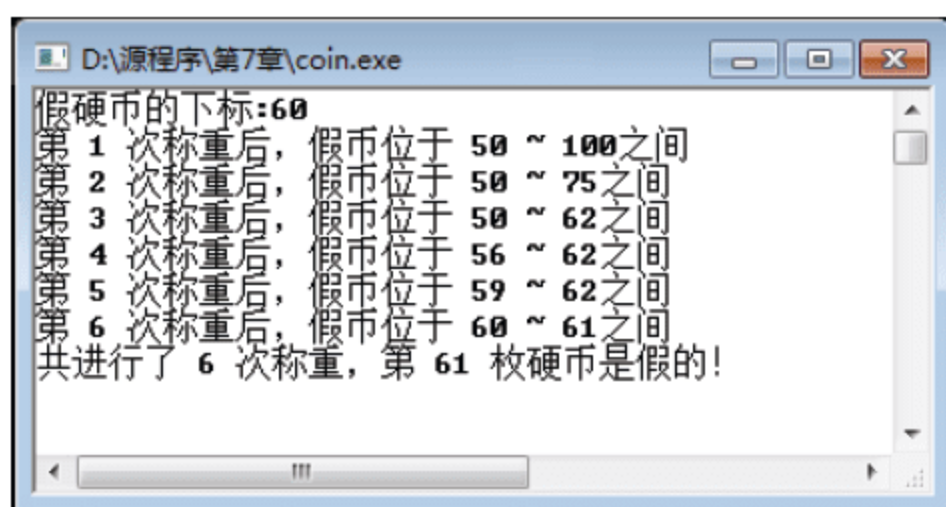 D:\源程序\第7章\coin.exe
假硬币的下标:60
第 1 次称重后，假币位于 50 ~ 100之间
第 2 次称重后，假币位于 50 ~ 75之间
第 3 次称重后，假币位于 50 ~ 62之间
第 4 次称重后，假币位于 56 ~ 62之间
第 5 次称重后，假币位于 59 ~ 62之间
第 6 次称重后，假币位于 60 ~ 61之间
共进行了 6 次称重，第 61 枚硬币是假的!